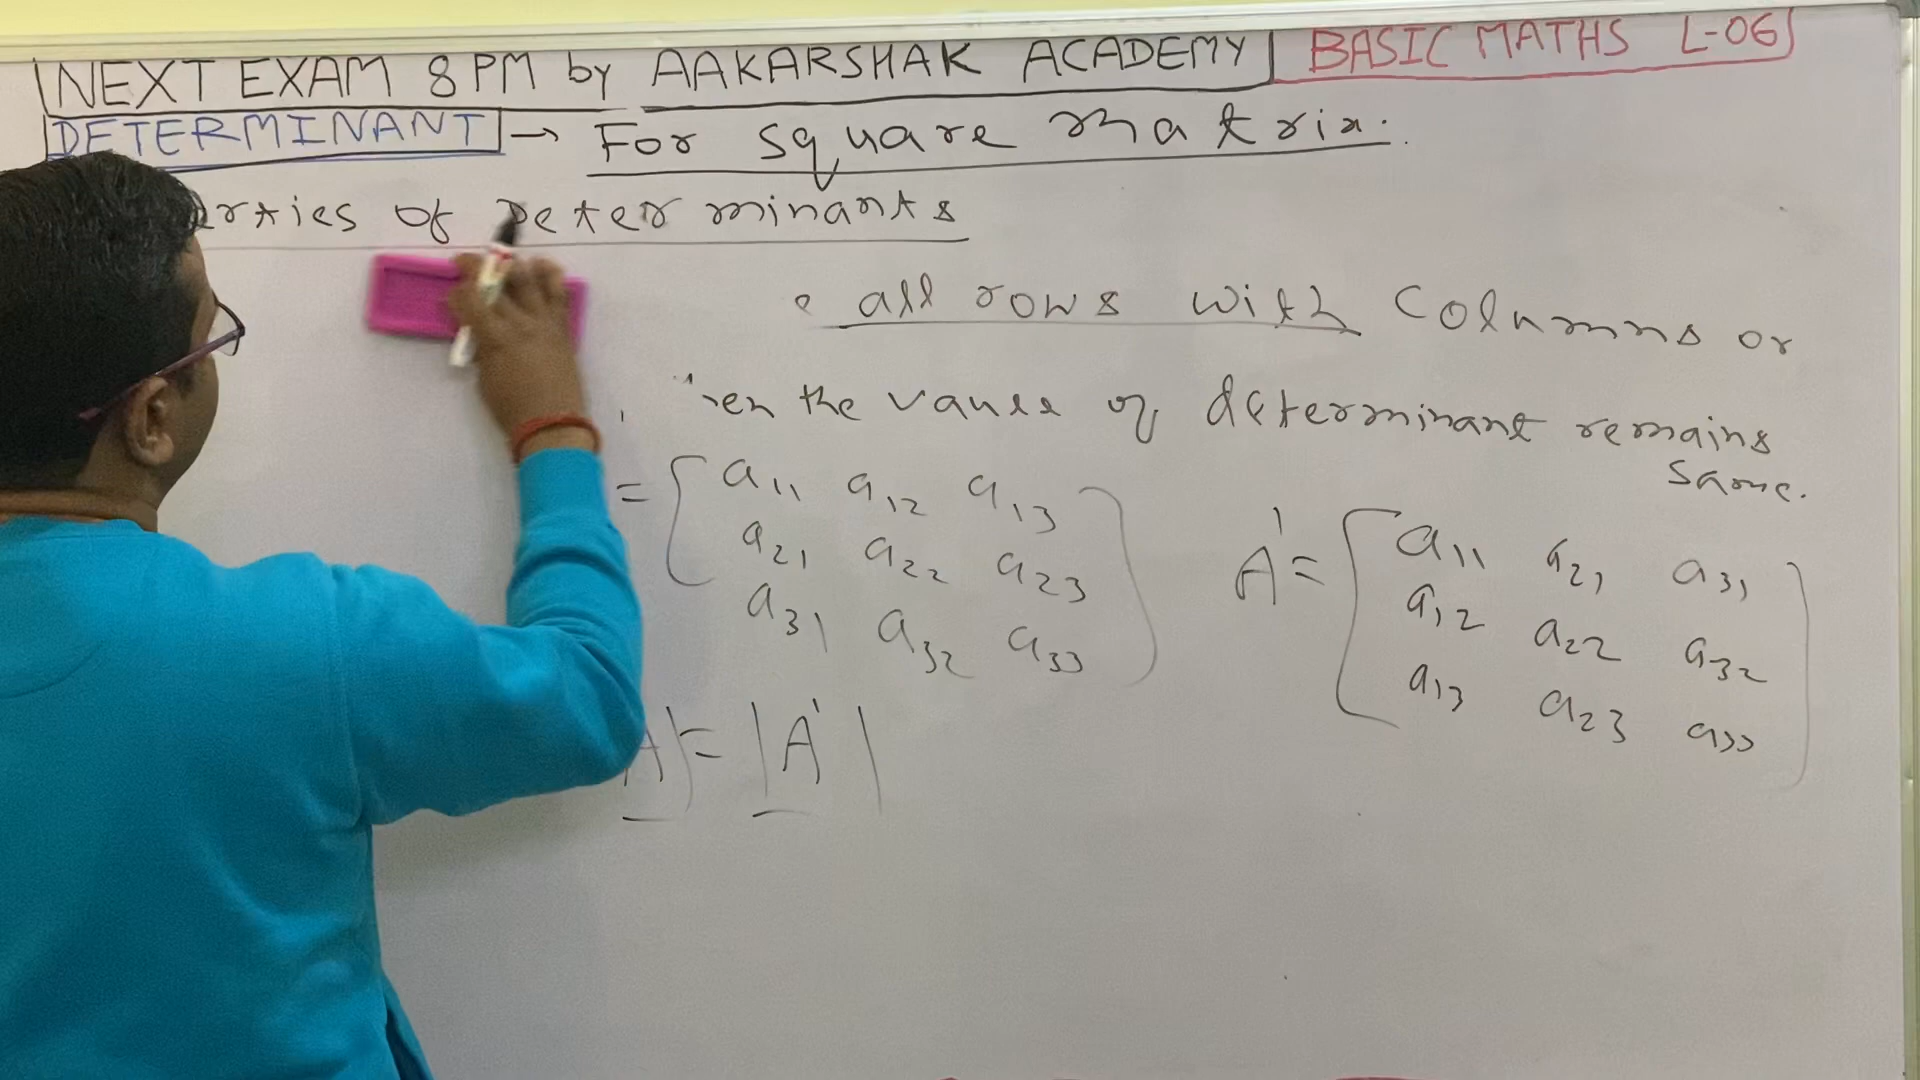 NEXT EXAM 8 PM by AAKARSHAK ACADEMY BASIC MATHS L-06
DETERMINANT → For square matrix.
erties of Determinants
all rows with Columns or
en the value of determinant remains
same.
= [ a11 a12 a13
a21 a22 a23
a31 a32 a33 ]
A' = [ a11 a21 a31
a12 a22 a32
a13 a23 a33 ]
A| = |A'|